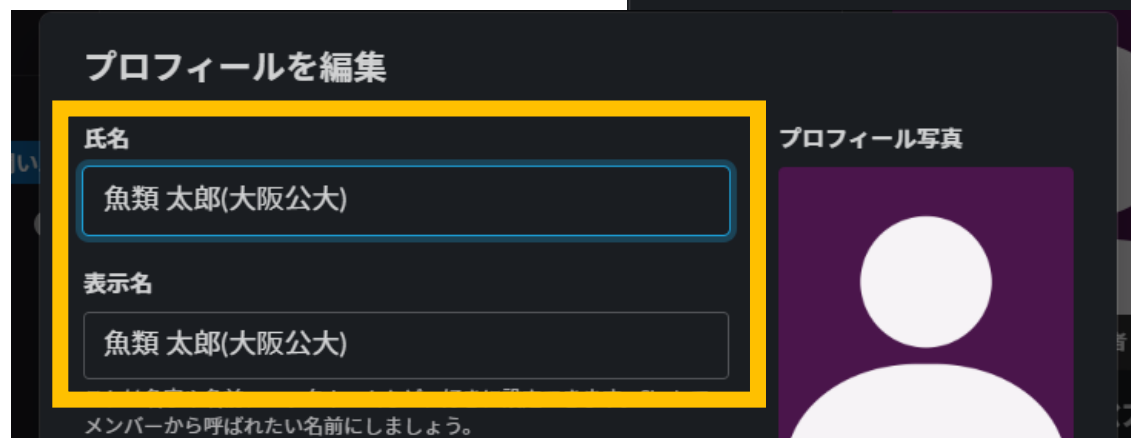 プロフィールを編集
氏名
プロフィール写真
魚類 太郎(大阪公大)
表示名
魚類 太郎(大阪公大)
メンバーから呼ばれたい名前にしましょう。